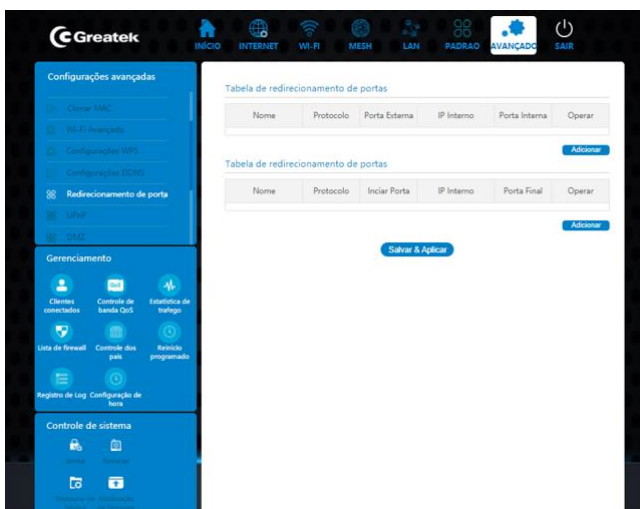 Greatek
INÍCIO INTERNET WI-FI MESH LAN PADRAO AVANÇADO SAIR
Configurações avançadas
Clonar MAC
Wi-Fi Avançado
Configurações WPS
Configurações DDNS
Redirecionamento de porta
UPnP
DMZ
Gerenciamento
Clientes conectados
Controle de banda QoS
Estatística de trafego
Lista de firewall
Controle dos pais
Reinício programado
Registro de Log
Configuração de hora
Controle de sistema
Tabela de redirecionamento de portas
Nome Protocolo Porta Externa IP Interno Porta Interna Operar
Adicionar
Tabela de redirecionamento de portas
Nome Protocolo Inciar Porta IP Interno Porta Final Operar
Adicionar
Salvar & Aplicar